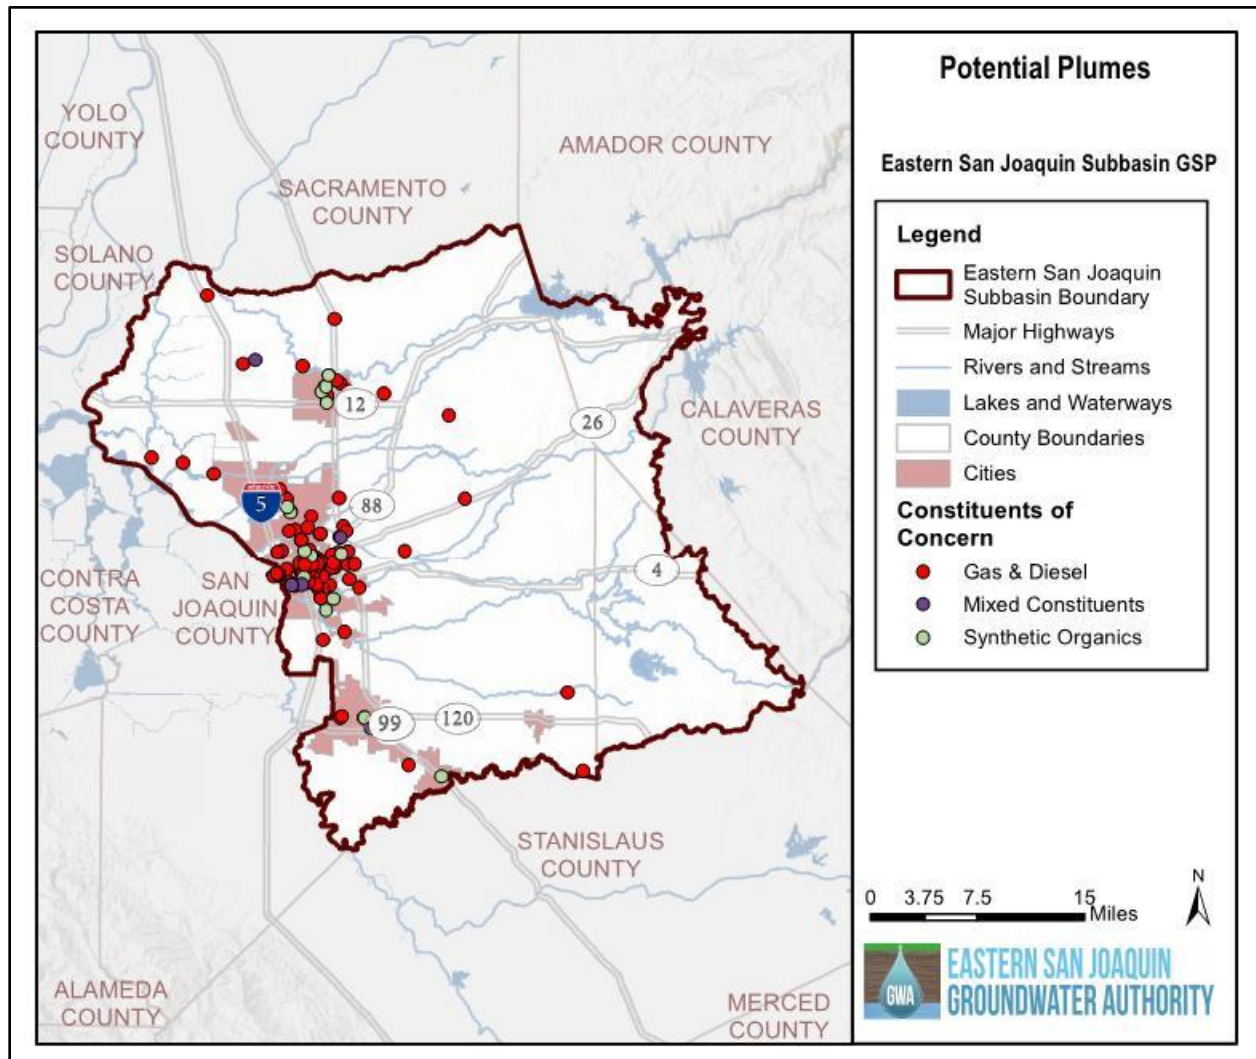 Potential Plumes
Eastern San Joaquin Subbasin GSP
Legend
Eastern San Joaquin
Subbasin Boundary
Major Highways
Rivers and Streams
Lakes and Waterways
County Boundaries
Cities
Constituents of
Concern
Gas & Diesel
Mixed Constituents
Synthetic Organics
0 3.75 7.5 15
Miles
N
GWA
EASTERN SAN JOAQUIN
GROUNDWATER AUTHORITY
YOLO
COUNTY
AMADOR COUNTY
SACRAMENTO
COUNTY
SOLANO
COUNTY
12
26
CALAVERAS
COUNTY
5
88
4
CONTRA
COSTA
COUNTY
SAN
JOAQUIN
COUNTY
99
120
STANISLAUS
COUNTY
ALAMEDA
COUNTY
MERCED
COUNTY